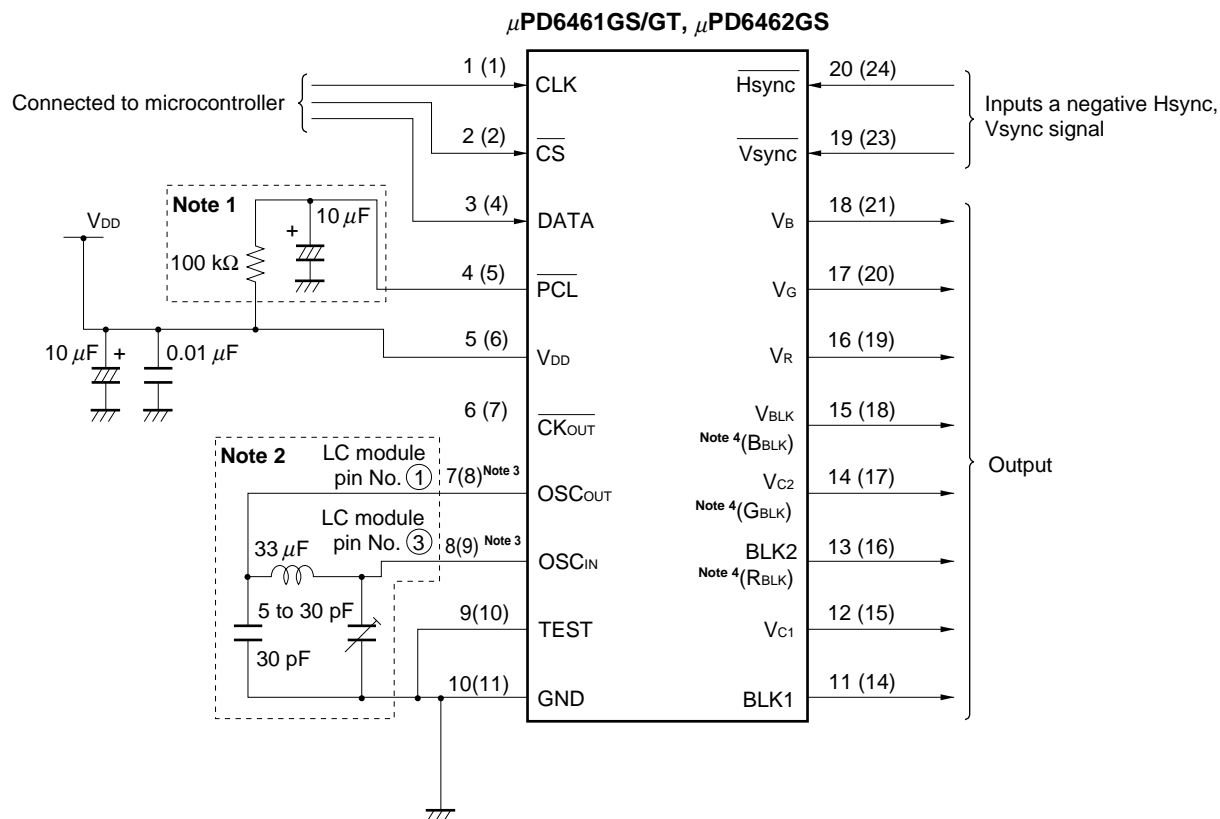 μPD6461GS/GT, μPD6462GS
1 (1)
CLK
Connected to microcontroller
2 (2)
CS
3 (4)
DATA
Note 1
10 μF
+
VDD
100 kΩ
4 (5)
PCL
5 (6)
VDD
10 μF
+
0.01 μF
6 (7)
CKOUT
Note 2
LC module
pin No. ①
7(8) Note 3
OSCOUT
LC module
pin No. ③
8(9) Note 3
OSCIN
33 μF
5 to 30 pF
30 pF
9(10)
TEST
10(11)
GND
20 (24)
Hsync
Inputs a negative Hsync,
Vsync signal
19 (23)
Vsync
18 (21)
VB
17 (20)
VG
16 (19)
VR
15 (18)
VBLK
Note 4(BBLK)
Output
14 (17)
VC2
Note 4(GBLK)
13 (16)
BLK2
Note 4(RBLK)
12 (15)
VC1
11 (14)
BLK1